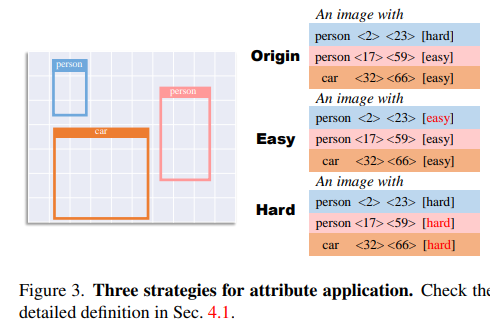 person
person
car
Origin
An image with
person <2> <23> [hard]
person <17> <59> [easy]
car <32> <66> [easy]
Easy
An image with
person <2> <23> [easy]
person <17> <59> [easy]
car <32> <66> [easy]
Hard
An image with
person <2> <23> [hard]
person <17> <59> [hard]
car <32> <66> [hard]
Figure 3. Three strategies for attribute application. Check the
detailed definition in Sec. 4.1.